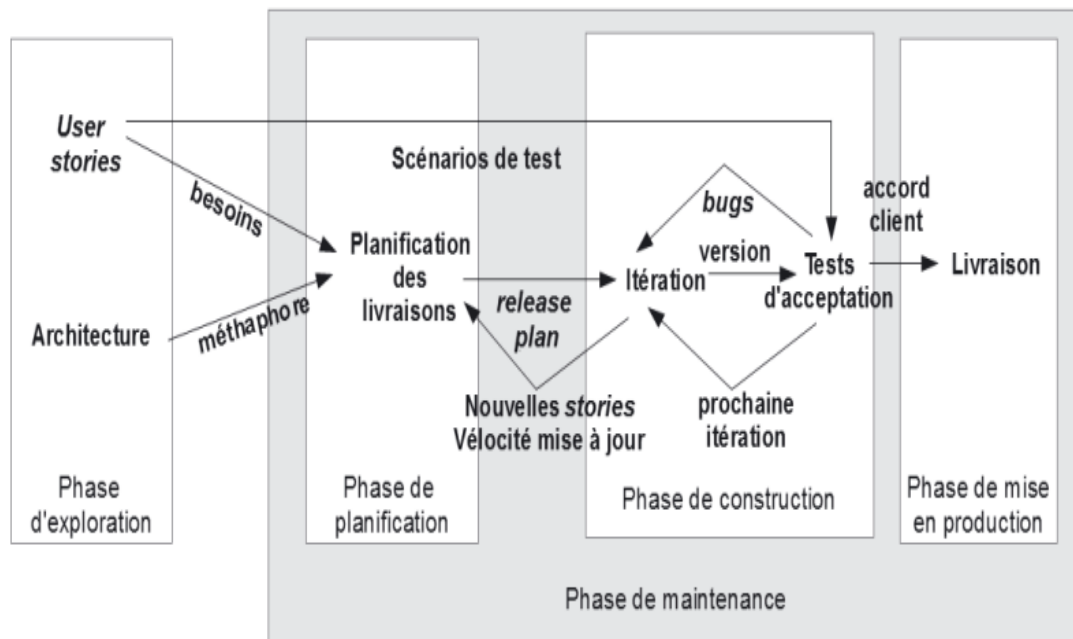 User
stories
besoins
Architecture
méthaphore
Phase
d'exploration
Scénarios de test
Planification
des
livraisons
release
plan
Nouvelles stories
Vélocité mise à jour
Phase de
planification
bugs
version
Itération
Tests
d'acceptation
prochaine
itération
Phase de construction
accord
client
Livraison
Phase de mise
en production
Phase de maintenance